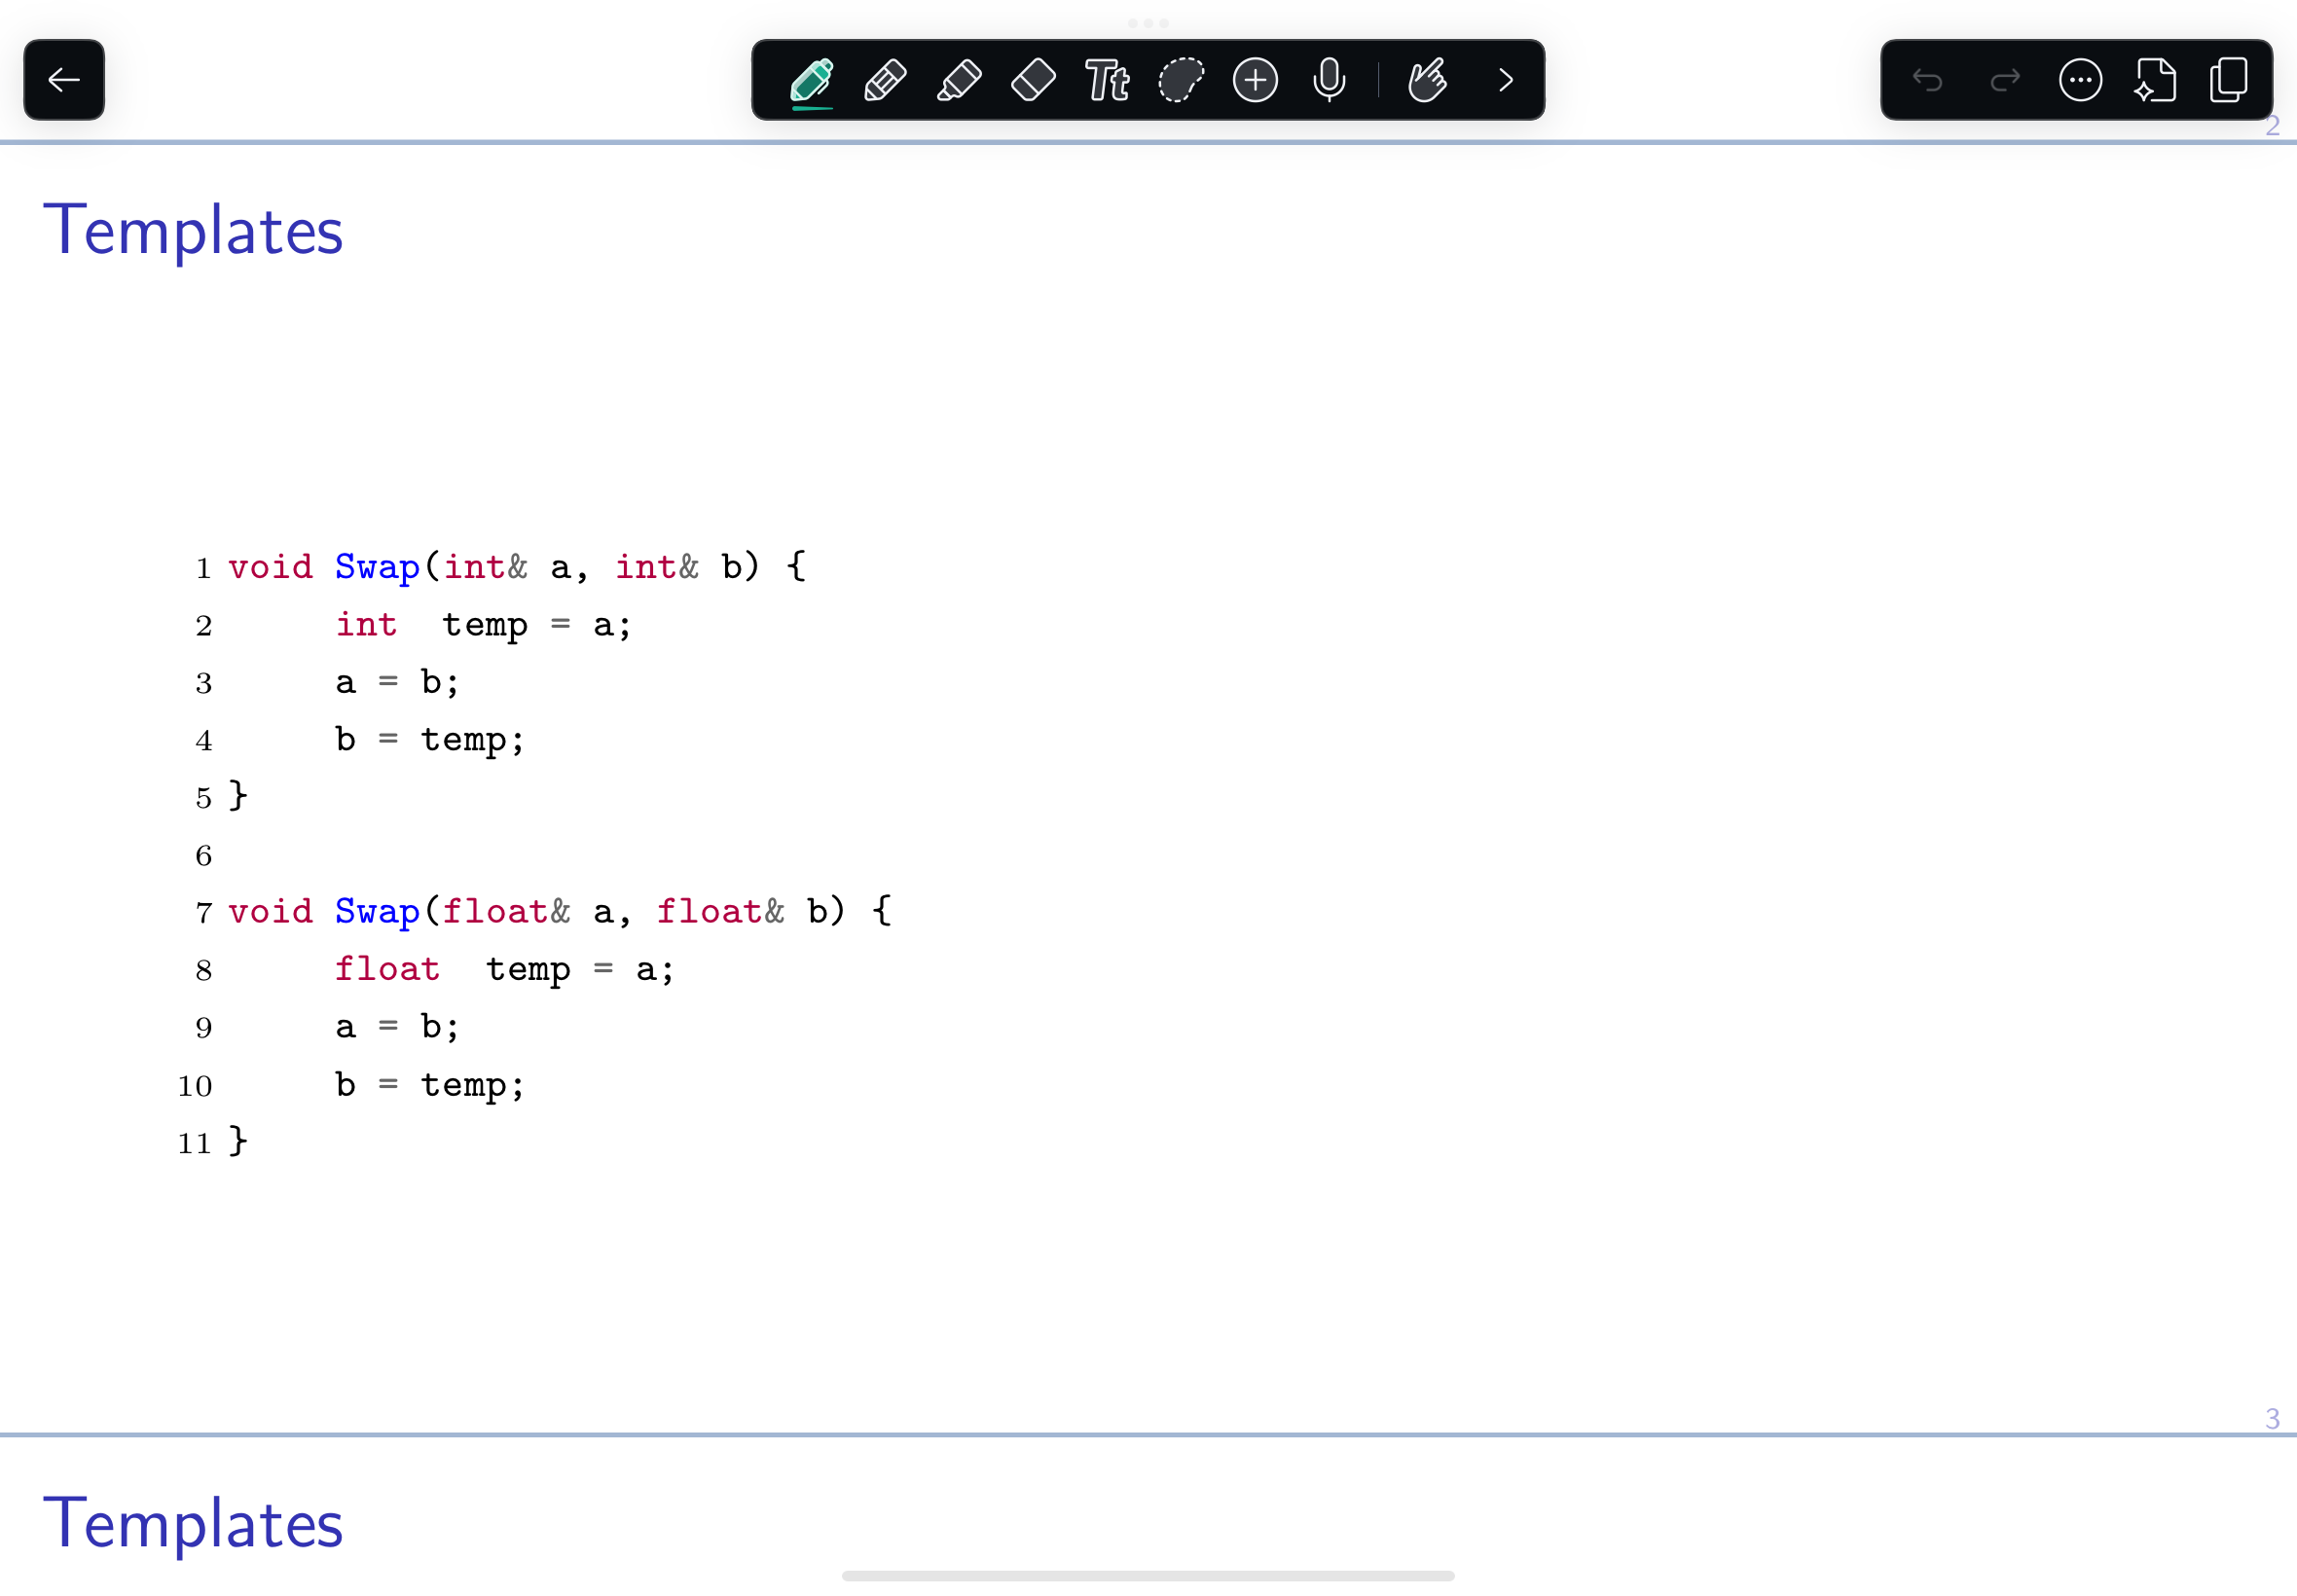 Tt
2
Templates
1 void Swap(int& a, int& b) {
2 int temp = a;
3 a = b;
4 b = temp;
5 }
6
7 void Swap(float& a, float& b) {
8 float temp = a;
9 a = b;
10 b = temp;
11 }
3
Templates